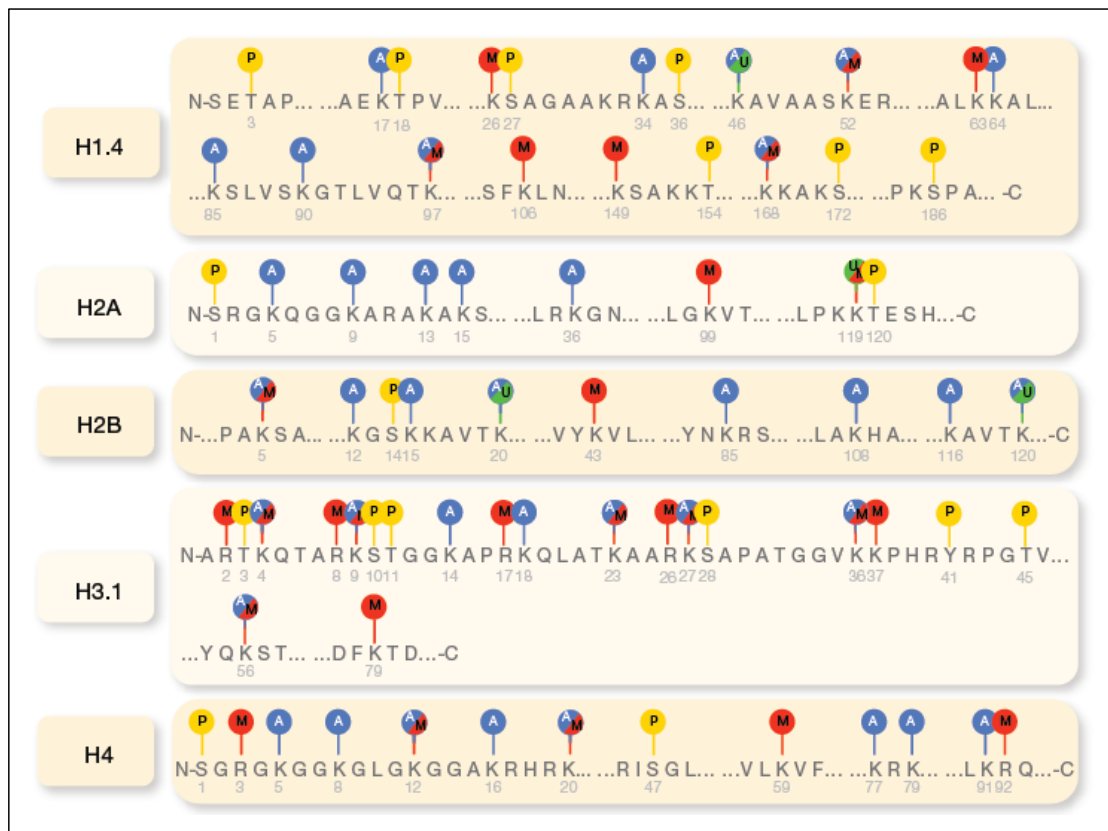 P A P M P A P A U A M M A
H1.4
N-SETAP... ...AEKTPV... ...KSAGAAKRKAS... ...KAVAASKER... ...ALKKAL...
3 17 18 26 27 34 36 46 52 63 64
A A A M M M P A M P P
...KSLVSKGTLVQTK... ...SFKLN... ...KSAKKT... ...KKAKS... ...PKSPA... -C
85 90 97 106 149 154 168 172 186
P A A A A A M U M P
H2A
N-SRGKQGGKARAKAKS... ...LRKGN... ...LGKVT... ...LPKKTESH...-C
1 5 9 13 15 36 99 119 120
A M A P A A U M A A A A U
H2B
N-...PAKSA... ...KGSKKAVTK... ...VYKVL... ...YNKRS... ...LAKHA... ...KAVTK...-C
5 12 14 15 20 43 85 108 116 120
M P A M M A M P P A M A A M M A M P A M M P P
H3.1
N-ARTKQTARKSTGGKAPRKQLATKAARKSAPATGGVKKPHRYRPGTV...
2 3 4 8 9 10 11 14 17 18 23 26 27 28 36 37 41 45
A M M
...YQKST... ...DFKTD...-C
56 79
P M A A A M A A M P M A A A M
H4
N-SGRGKGGKGLGKGGAKRHRK... ...RISGL... ...VLKVF... ...KRK... ...LKRQ...-C
1 3 5 8 12 16 20 47 59 77 79 91 92